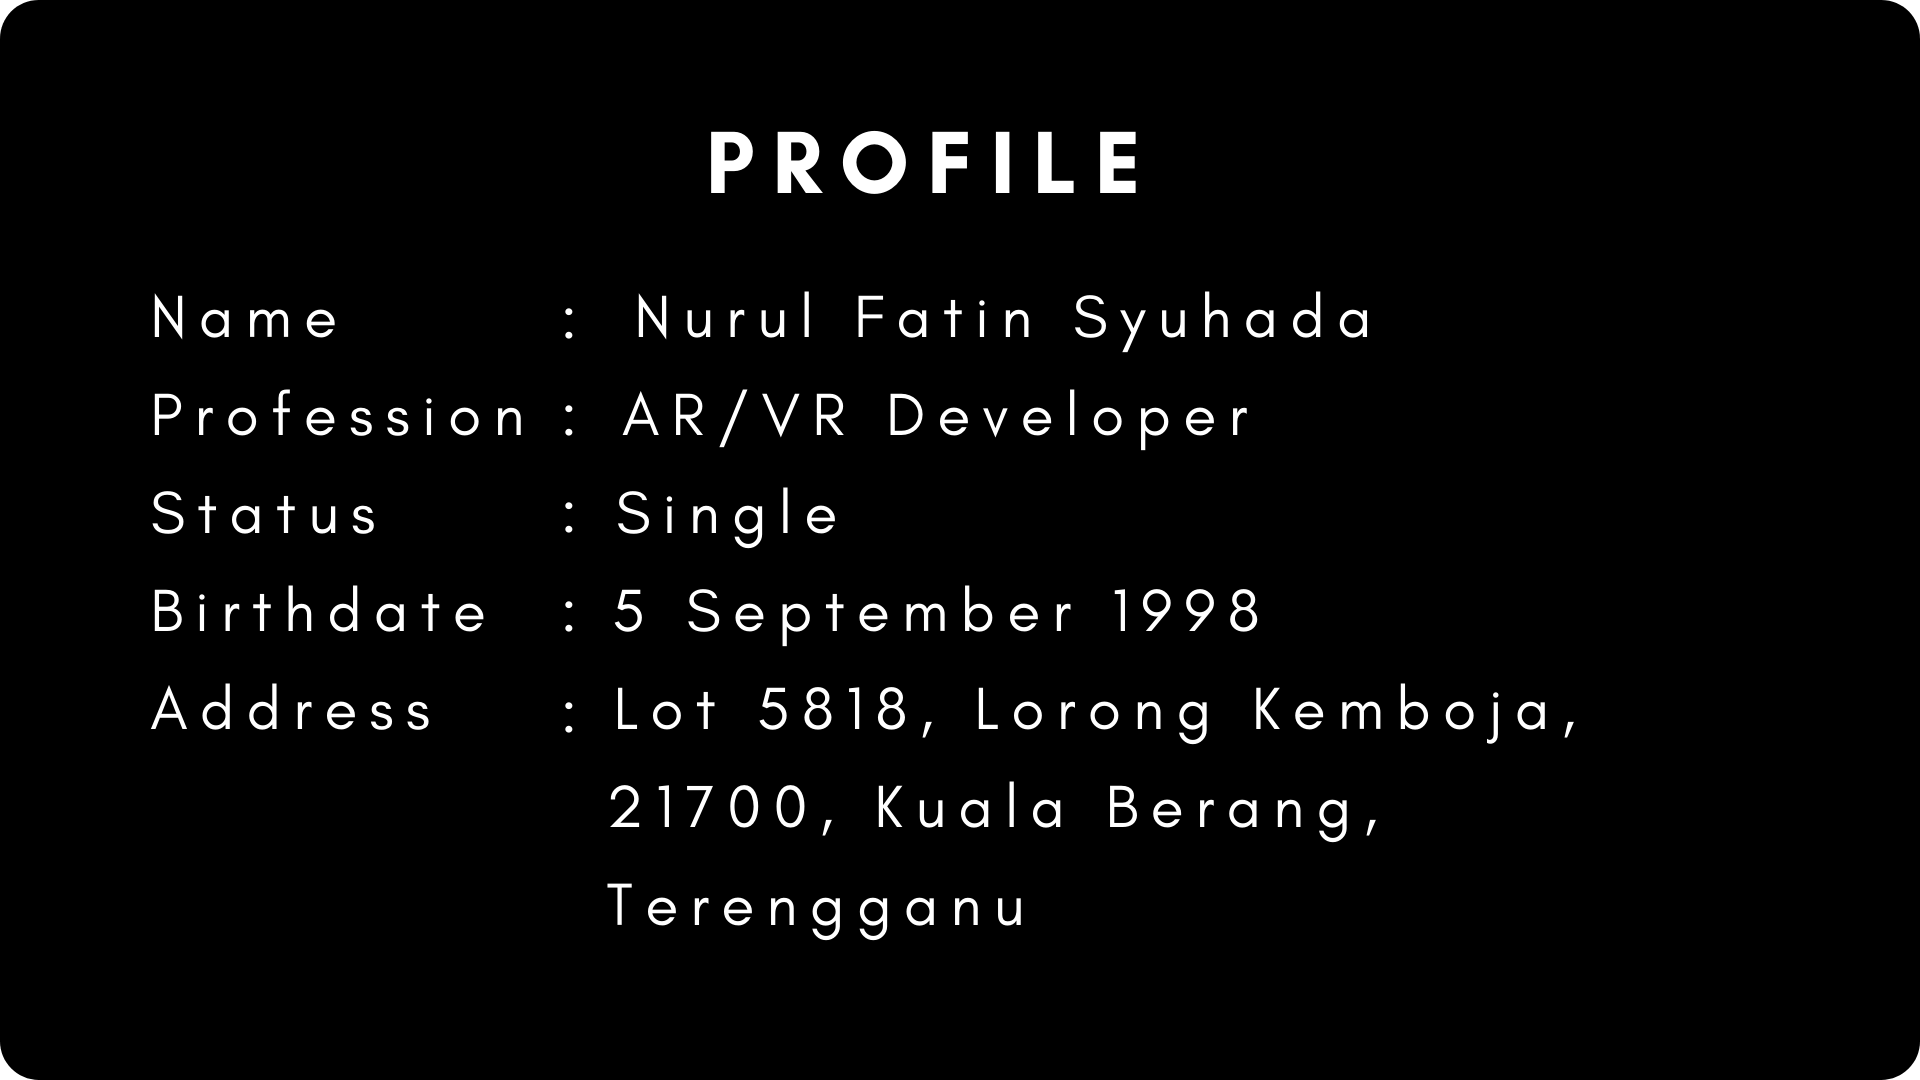 PROFILE
Name : Nurul Fatin Syuhada
Profession : AR/VR Developer
Status : Single
Birthdate : 5 September 1998
Address : Lot 5818, Lorong Kemboja,
21700, Kuala Berang,
Terengganu